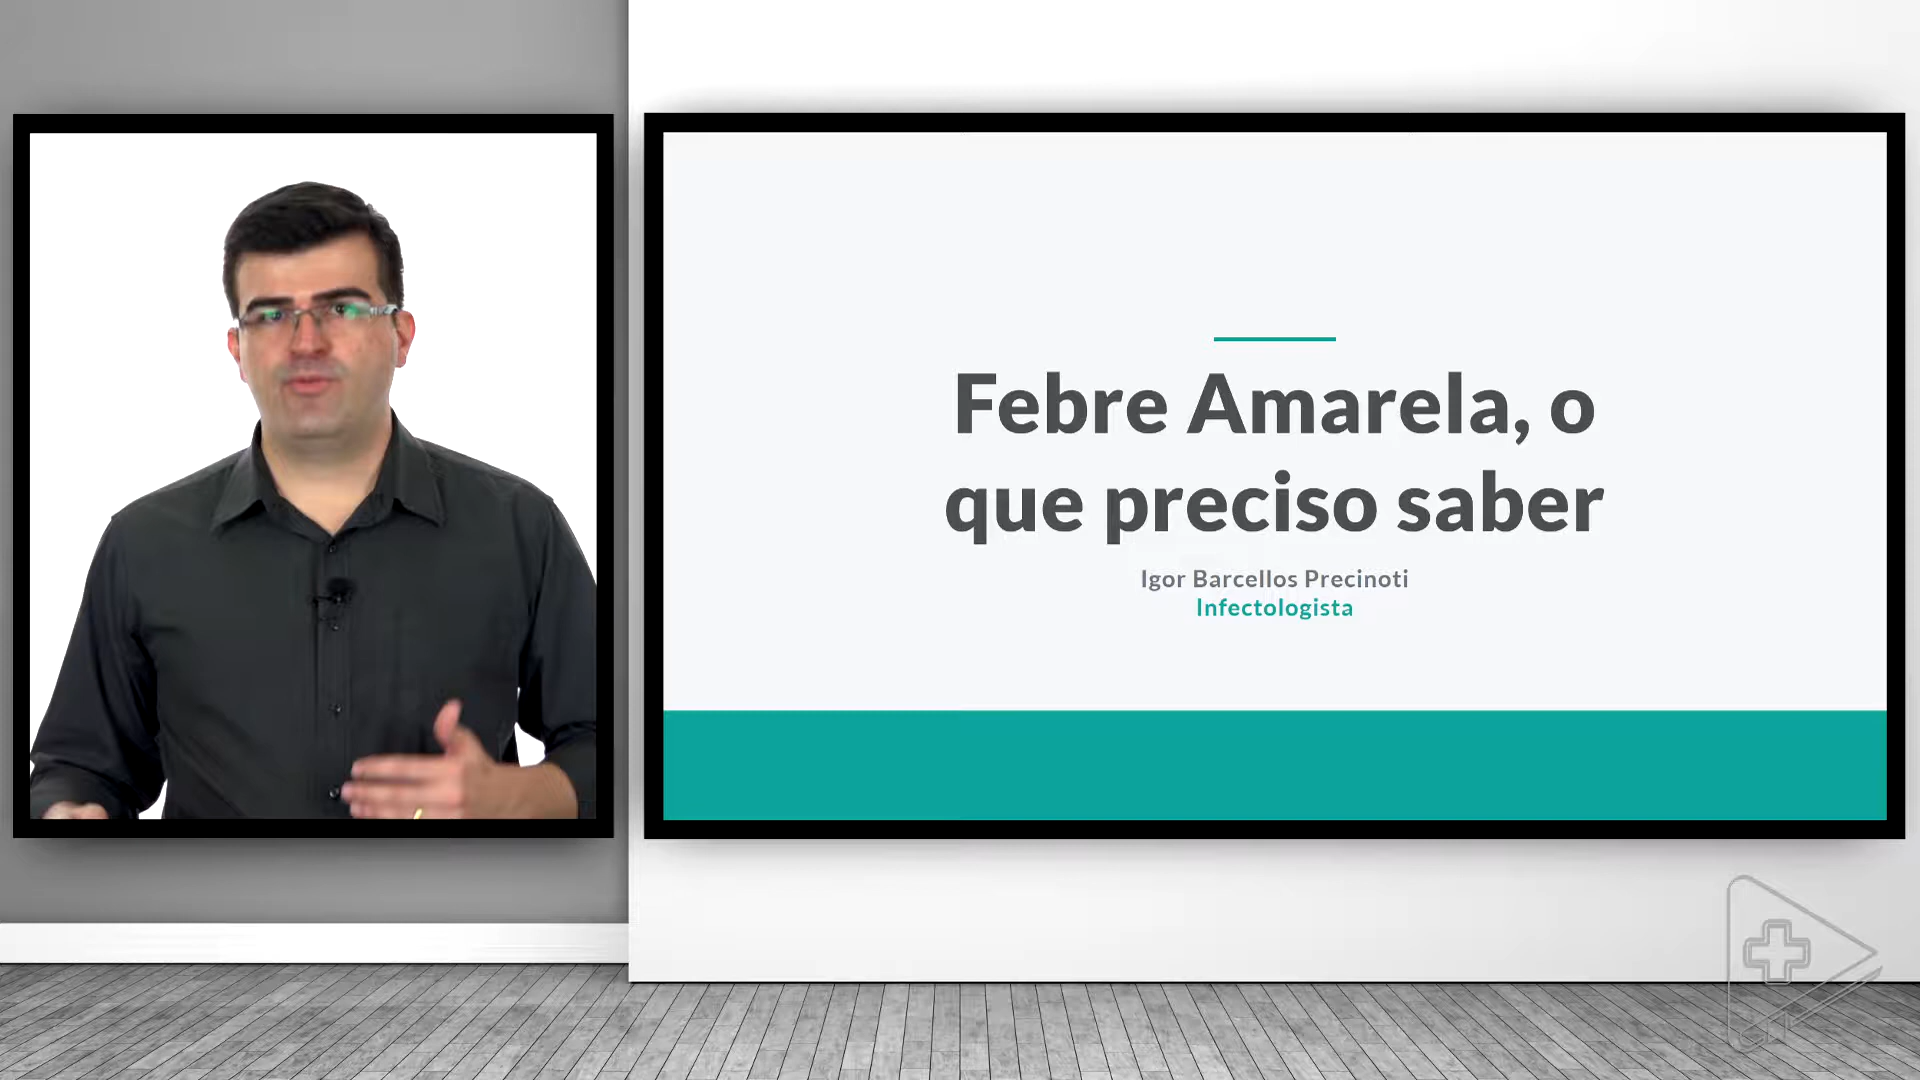 Febre Amarela, o
que preciso saber
Igor Barcellos Precinoti
Infectologista